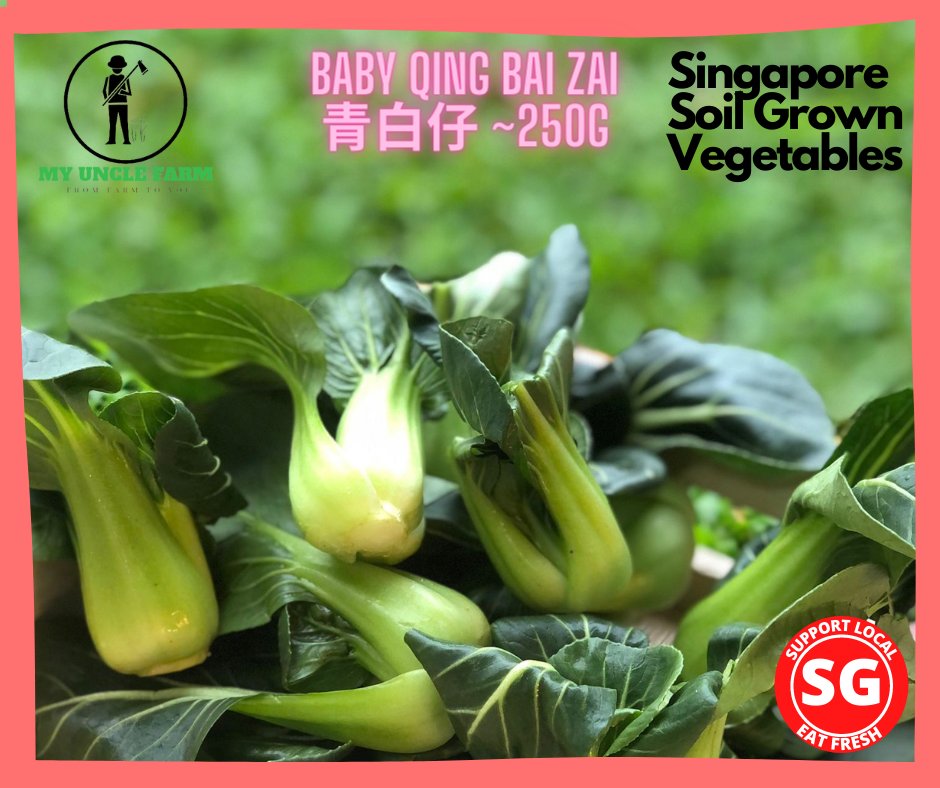 BABY QING BAI ZAI
青白仔 ~250G
Singapore
Soil Grown
Vegetables
MY UNCLE FARM
FROM FARM TO YOU
SUPPORT LOCAL
SG
EAT FRESH